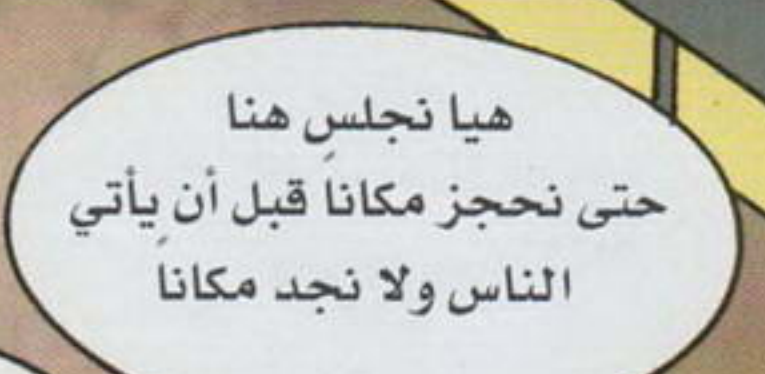 هيا نجلس هنا
حتى نحجز مكاناً قبل أن يأتي
الناس ولا نجد مكاناً